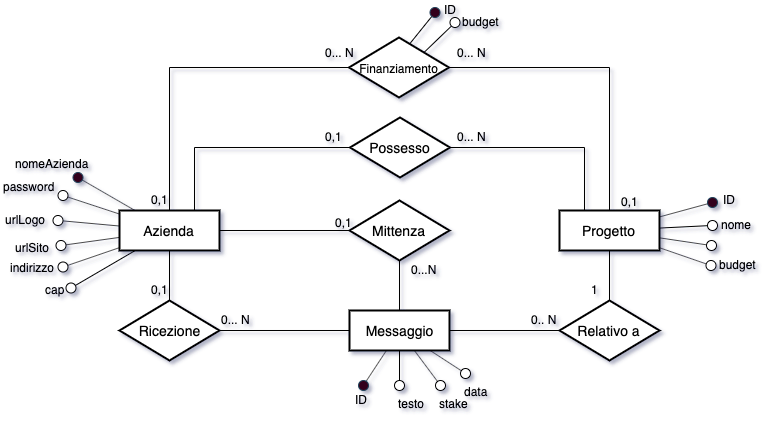 ID
budget
0... N
0... N
Finanziamento
0,1
0... N
Possesso
nomeAzienda
password
urlLogo
urlSito
indirizzo
cap
0,1
0,1
ID
nome
budget
Azienda
0,1
Mittenza
Progetto
0...N
0,1
1
Ricezione
0... N
Messaggio
0.. N
Relativo a
ID
testo
stake
data